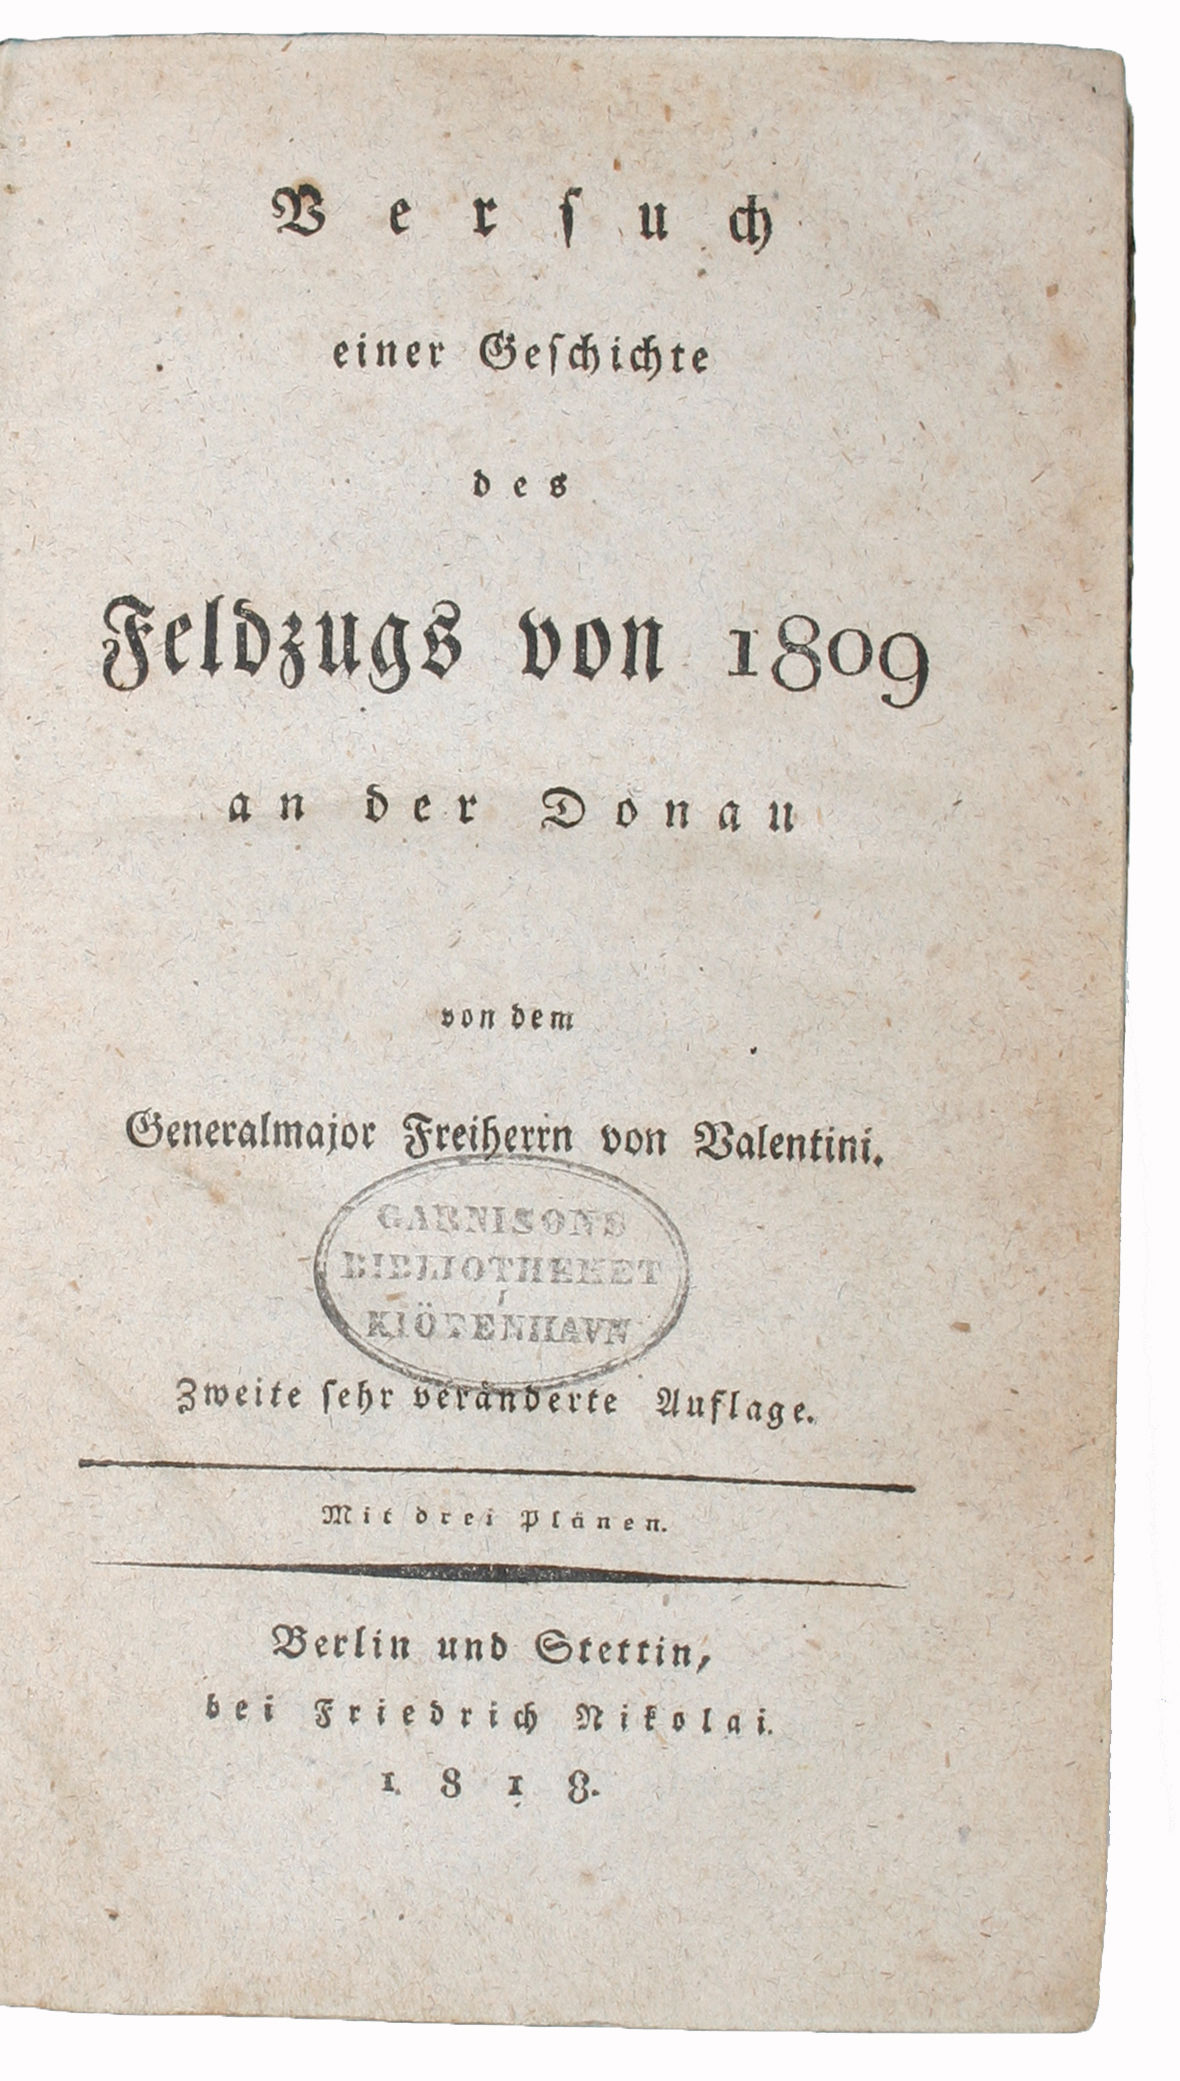 Verſuch
einer Geſchichte
des
Feldzugs von 1809
an der Donau
von dem
Generalmajor Freiherrn von Valentini.
GARNISONS
BIBLIOTHEKET
I
KIÖBENHAVN
Zweite ſehr veränderte Auflage.
Mit drei Plänen.
Berlin und Stettin,
bei Friedrich Nikolai.
1818.